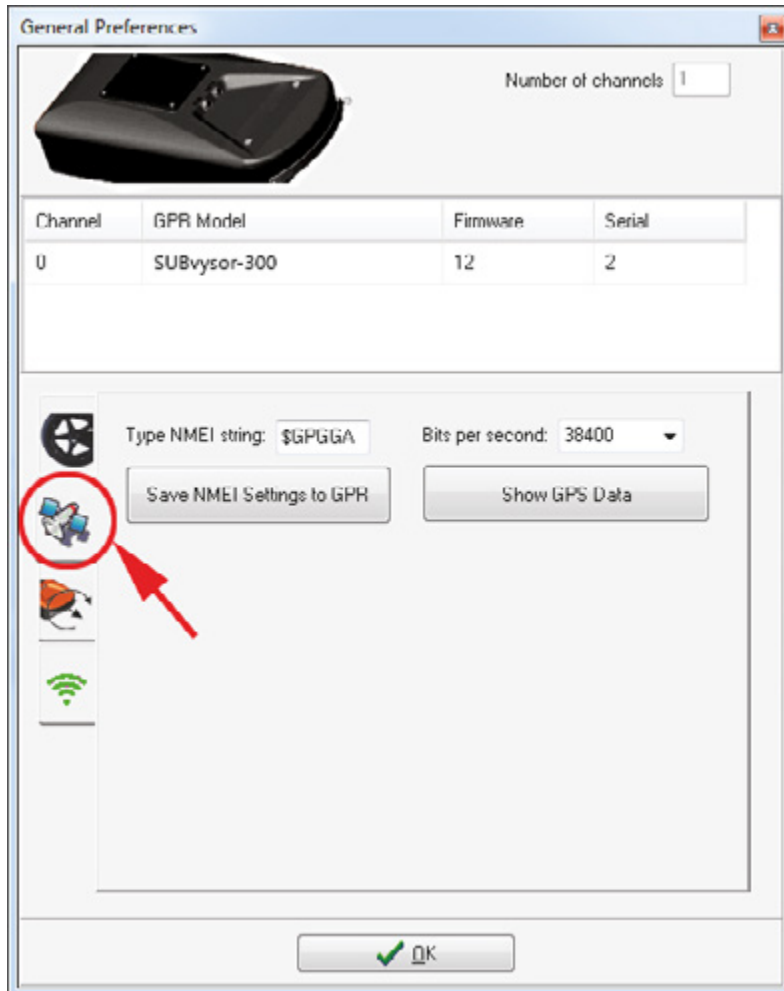 General Preferences
Number of channels 1
Channel GPR Model Firmware Serial
0 SUBvysor-300 12 2
Type NMEI string: $GPGGA Bits per second: 38400
Save NMEI Settings to GPR Show GPS Data
OK